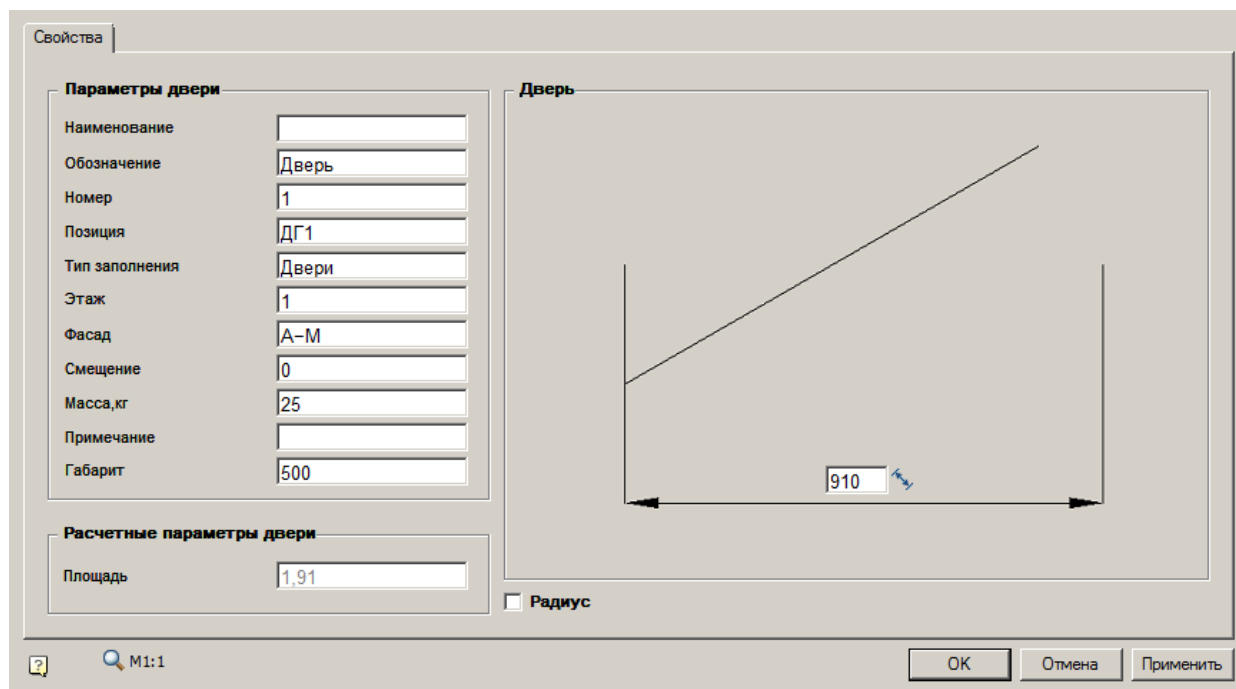 Свойства
Параметры двери
Наименование
Обозначение Дверь
Номер 1
Позиция ДГ1
Тип заполнения Двери
Этаж 1
Фасад А–М
Смещение 0
Масса,кг 25
Примечание
Габарит 500
Расчетные параметры двери
Площадь 1,91
Дверь
910
Радиус
М1:1
OK Отмена Применить